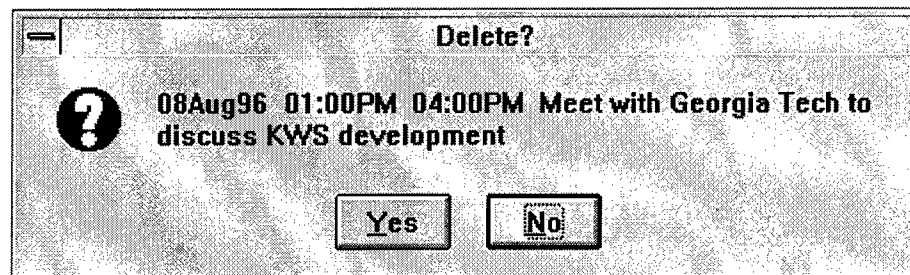 Delete?
08Aug96 01:00PM 04:00PM Meet with Georgia Tech to
discuss KWS development
Yes No